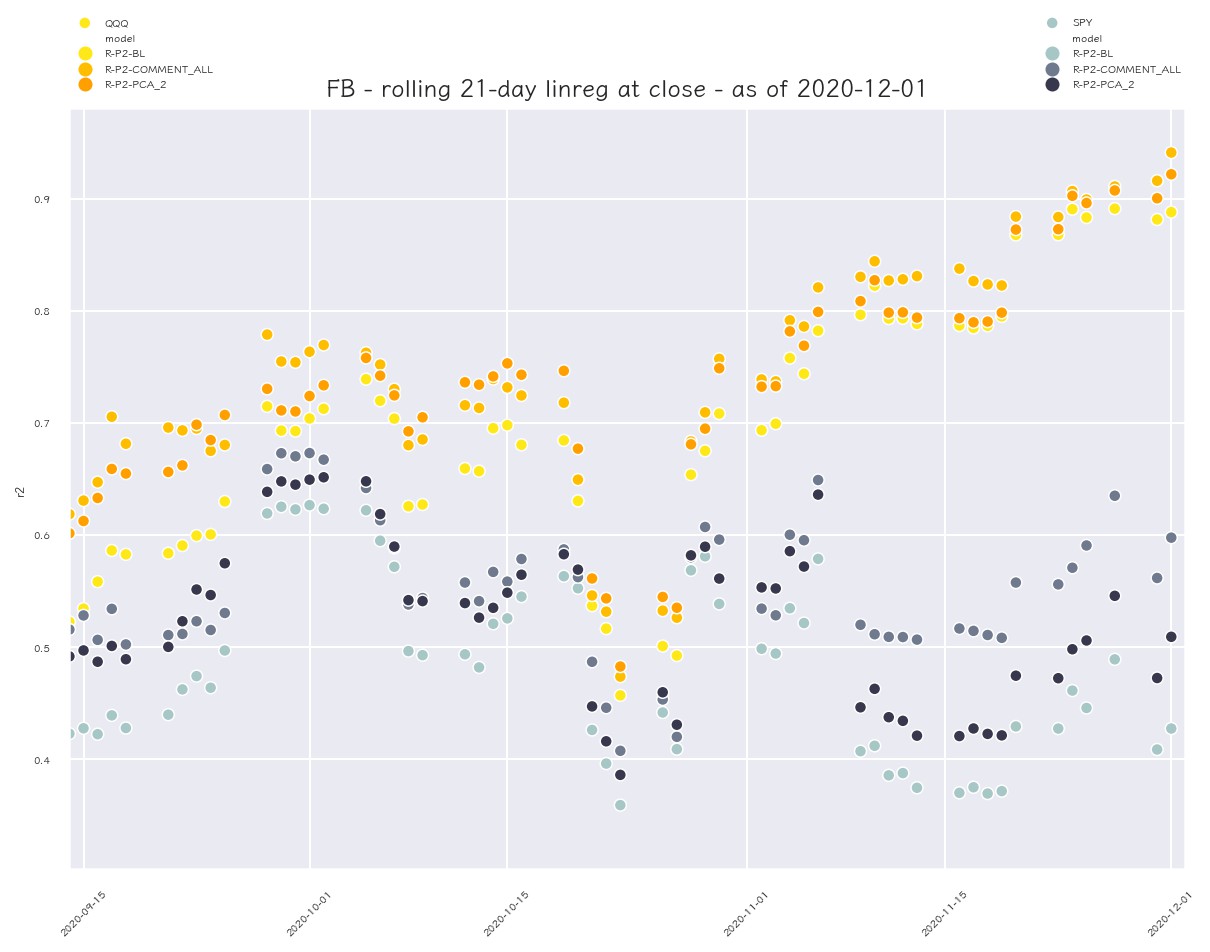 QQQ
model
R-P2-BL
R-P2-COMMENT_ALL
R-P2-PCA_2
SPY
model
R-P2-BL
R-P2-COMMENT_ALL
R-P2-PCA_2
FB - rolling 21-day linreg at close - as of 2020-12-01
0.9
0.8
0.7
0.6
0.5
0.4
r2
2020-09-15
2020-10-01
2020-10-15
2020-11-01
2020-11-15
2020-12-01